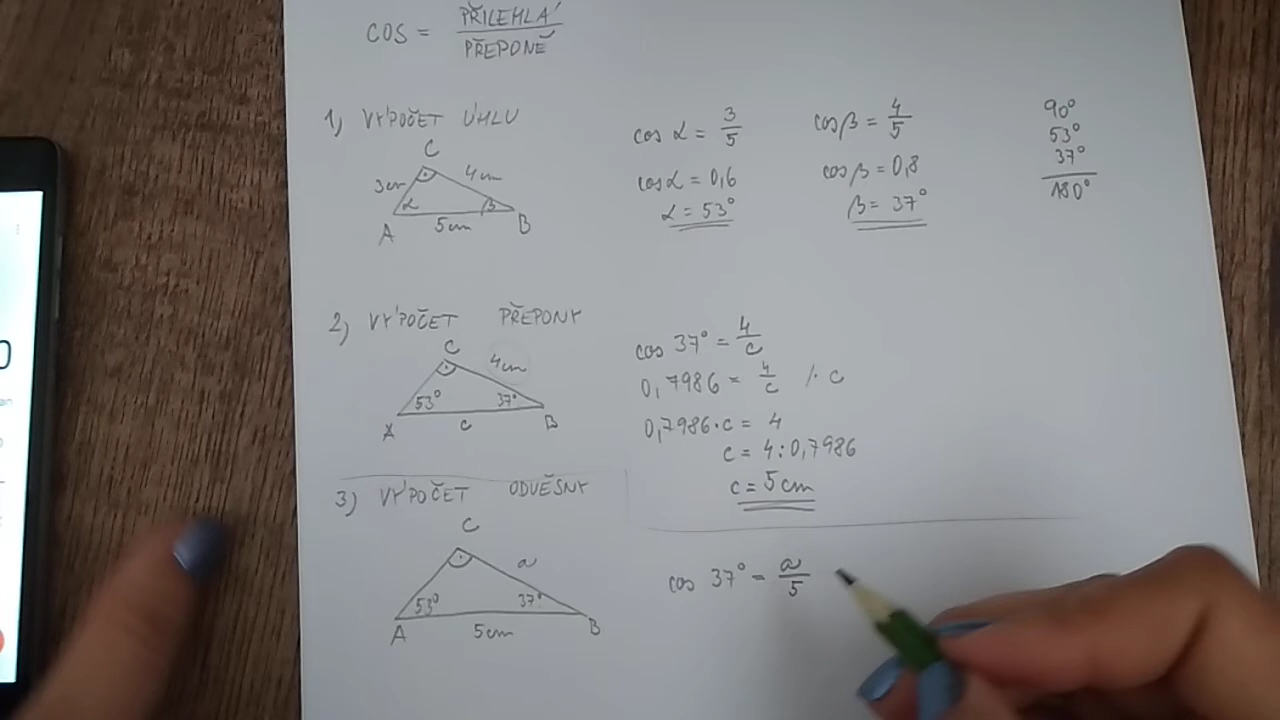 COS = PŘILEHLÁ / PŘEPONĚ
1) VÝPOČET ÚHLU
C
3cm 4cm
α β
A 5cm B
cos α = 3/5
cos α = 0,6
α = 53°
cos β = 4/5
cos β = 0,8
β = 37°
90°
53°
37°
180°
2) VÝPOČET PŘEPONY
C
4cm
53° 37°
A c B
cos 37° = 4/c
0,7986 = 4/c /· c
0,7986·c = 4
c = 4:0,7986
c = 5cm
3) VÝPOČET ODVĚSNY
C
a
53° 37°
A 5cm B
cos 37° = a/5